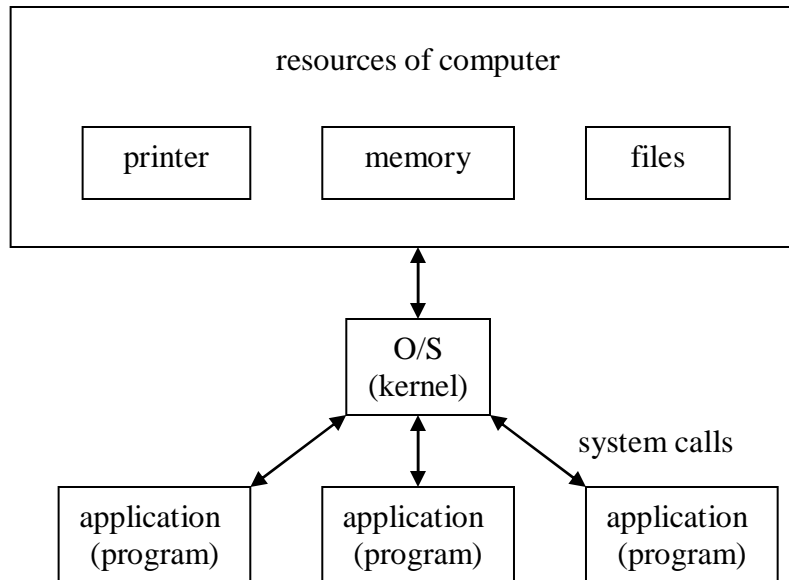 resources of computer
printer
memory
files
O/S
(kernel)
system calls
application
(program)
application
(program)
application
(program)